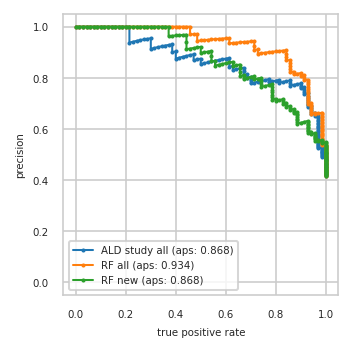 1.0
0.8
0.6
0.4
0.2
0.0
precision
ALD study all (aps: 0.868)
RF all (aps: 0.934)
RF new (aps: 0.868)
0.0 0.2 0.4 0.6 0.8 1.0
true positive rate